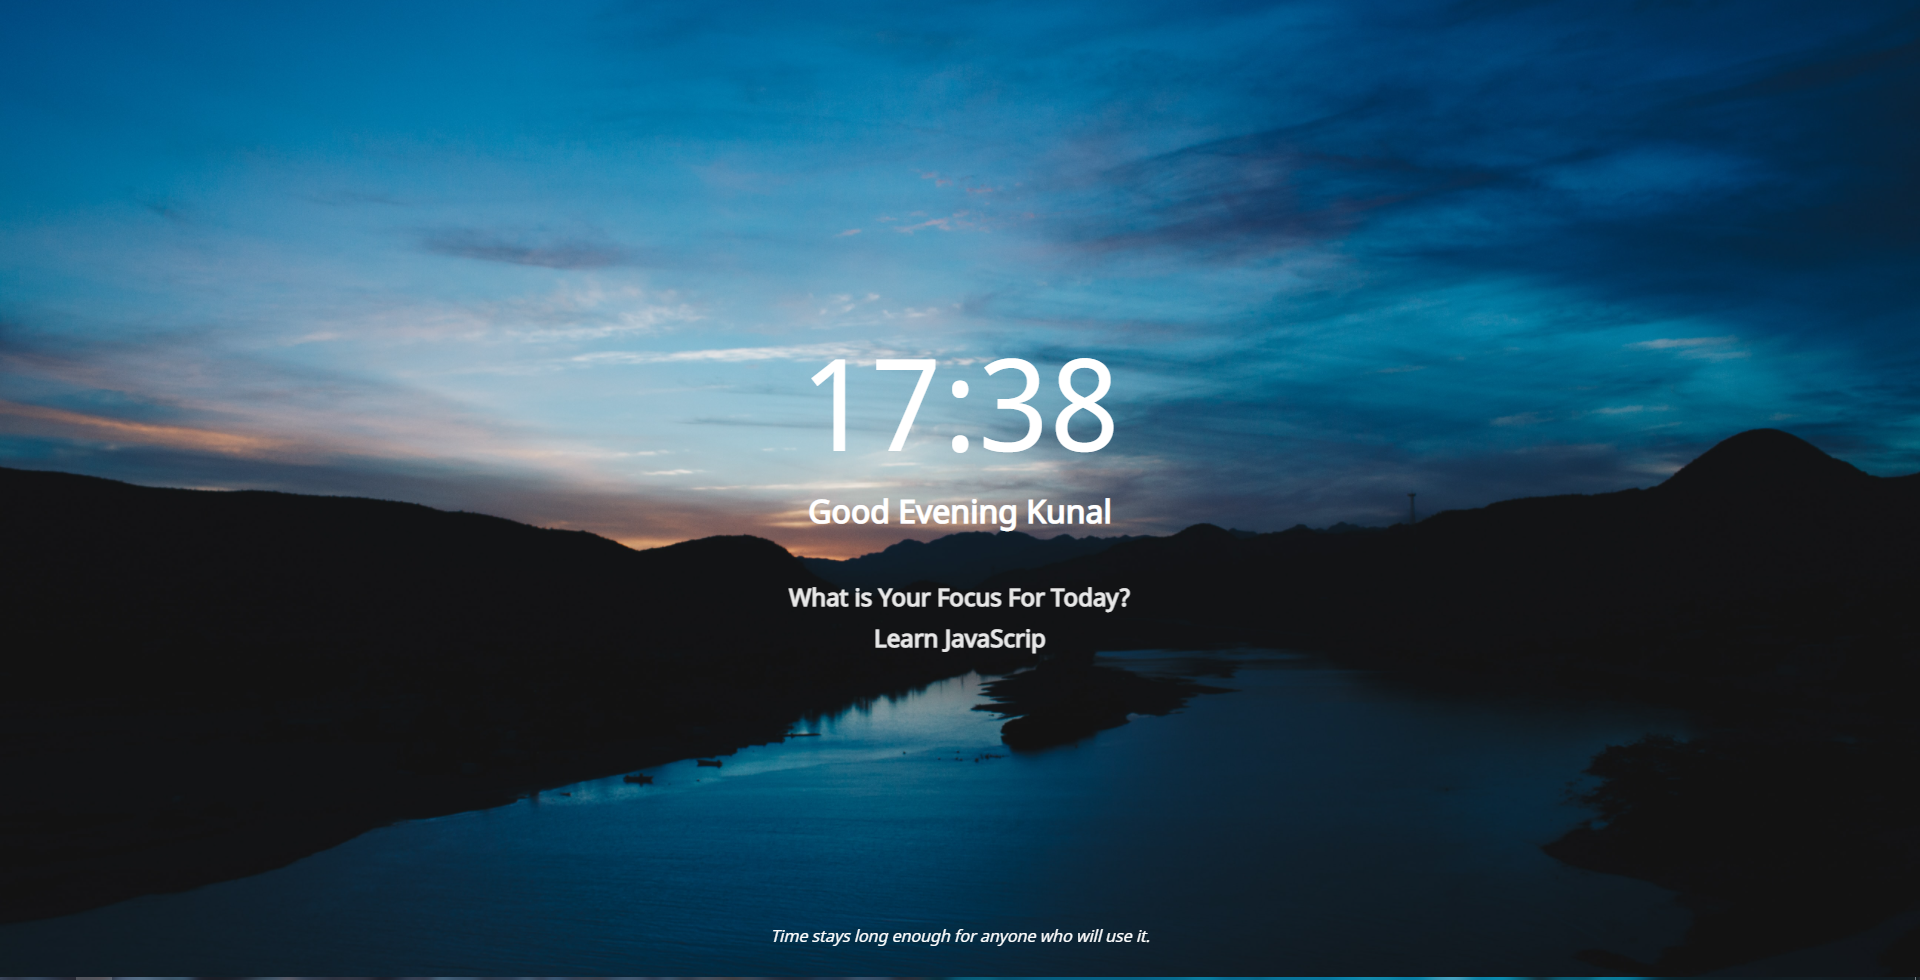 17:38
Good Evening Kunal
What is Your Focus For Today?
Learn JavaScrip
Time stays long enough for anyone who will use it.